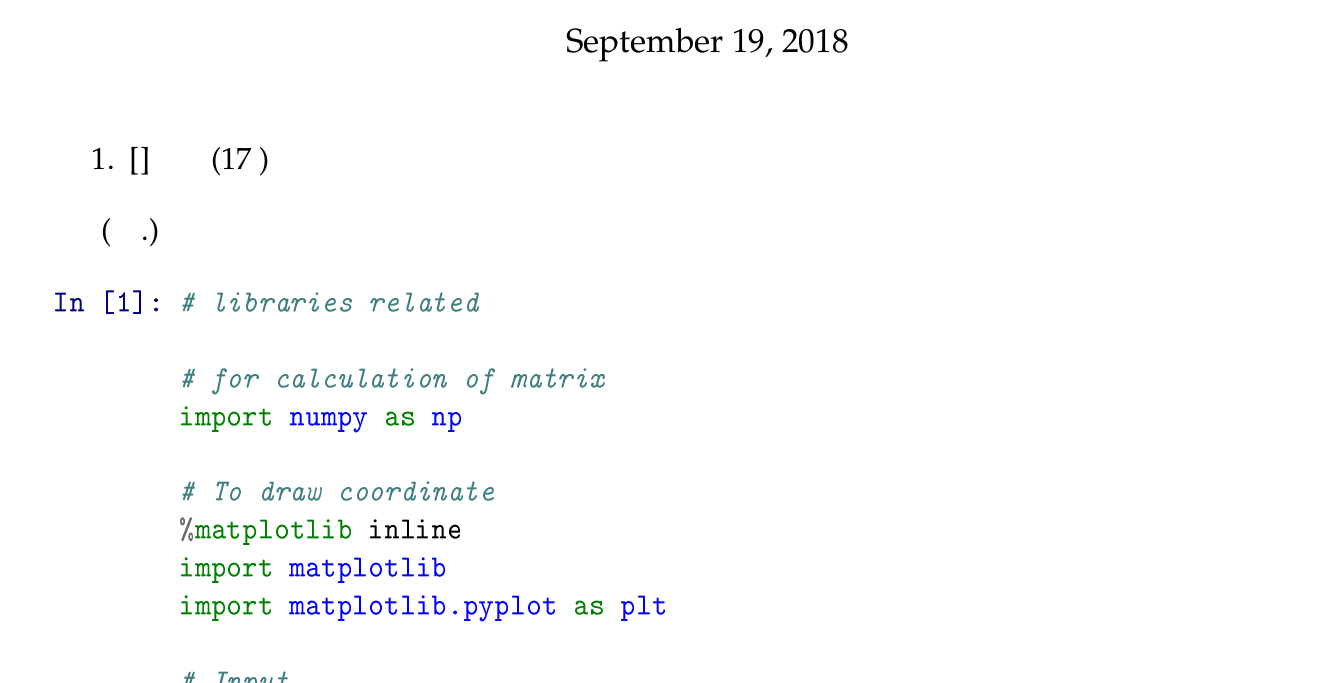 September 19, 2018
1. [] (17 )
( .)
In [1]: # libraries related
# for calculation of matrix
import numpy as np
# To draw coordinate
%matplotlib inline
import matplotlib
import matplotlib.pyplot as plt
# Input